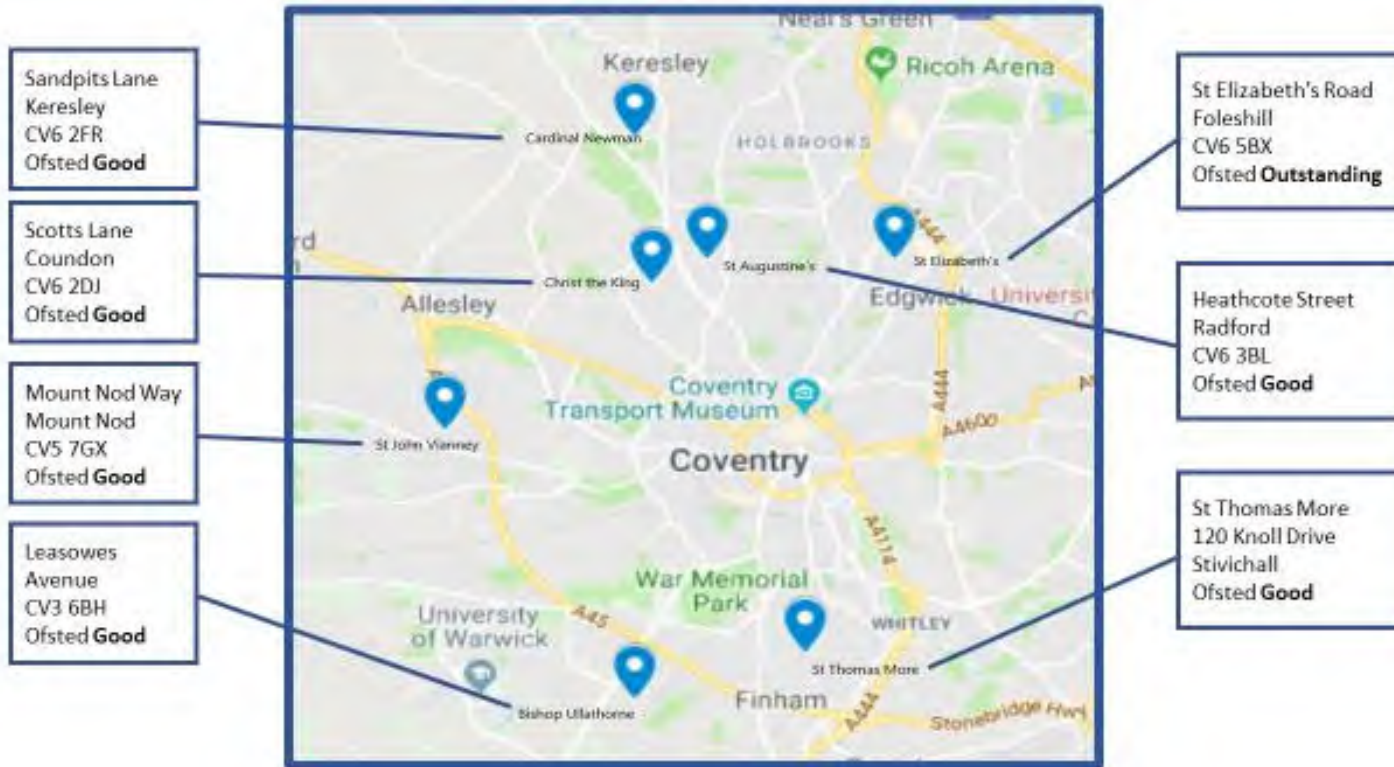 Sandpits Lane
Keresley
CV6 2FR
Ofsted Good
Scotts Lane
Coundon
CV6 2DJ
Ofsted Good
Mount Nod Way
Mount Nod
CV5 7GX
Ofsted Good
Leasowes
Avenue
CV3 6BH
Ofsted Good
Neal's Green
Keresley
Ricoh Arena
Cardinal Newman
HOLBROOKS
A444
St Augustine's
St Elizabeth's
Christ the King
Edgwick
Allesley
Coventry
Transport Museum
A444
A4600
St John Vianney
Coventry
A4114
War Memorial
Park
University
of Warwick
A45
WHITLEY
St Thomas More
Bishop Ullathorne
Finham
A444
Stonebridge Hwy
St Elizabeth's Road
Foleshill
CV6 5BX
Ofsted Outstanding
Heathcote Street
Radford
CV6 3BL
Ofsted Good
St Thomas More
120 Knoll Drive
Stivichall
Ofsted Good